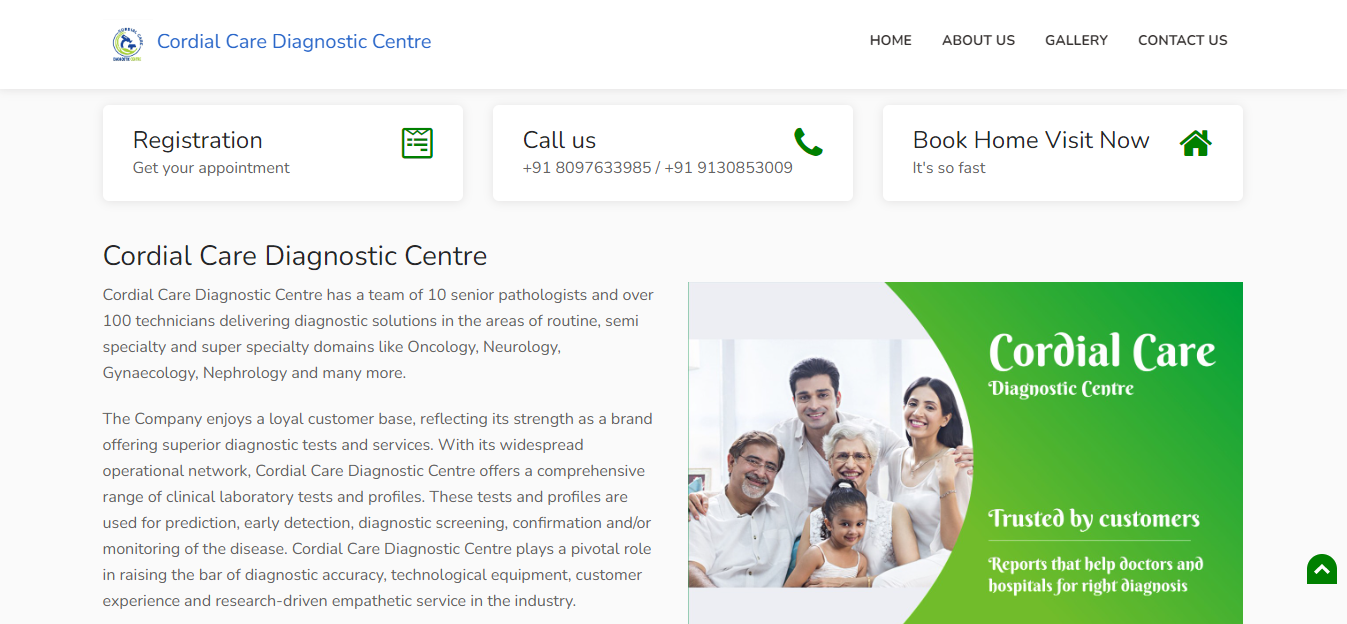 Cordial Care Diagnostic Centre
HOME ABOUT US GALLERY CONTACT US
Registration
Get your appointment
Call us
+91 8097633985 / +91 9130853009
Book Home Visit Now
It's so fast
Cordial Care Diagnostic Centre
Cordial Care Diagnostic Centre has a team of 10 senior pathologists and over
100 technicians delivering diagnostic solutions in the areas of routine, semi
specialty and super specialty domains like Oncology, Neurology,
Gynaecology, Nephrology and many more.
The Company enjoys a loyal customer base, reflecting its strength as a brand
offering superior diagnostic tests and services. With its widespread
operational network, Cordial Care Diagnostic Centre offers a comprehensive
range of clinical laboratory tests and profiles. These tests and profiles are
used for prediction, early detection, diagnostic screening, confirmation and/or
monitoring of the disease. Cordial Care Diagnostic Centre plays a pivotal role
in raising the bar of diagnostic accuracy, technological equipment, customer
experience and research-driven empathetic service in the industry.
Cordial Care
Diagnostic Centre
Trusted by customers
Reports that help doctors and
hospitals for right diagnosis